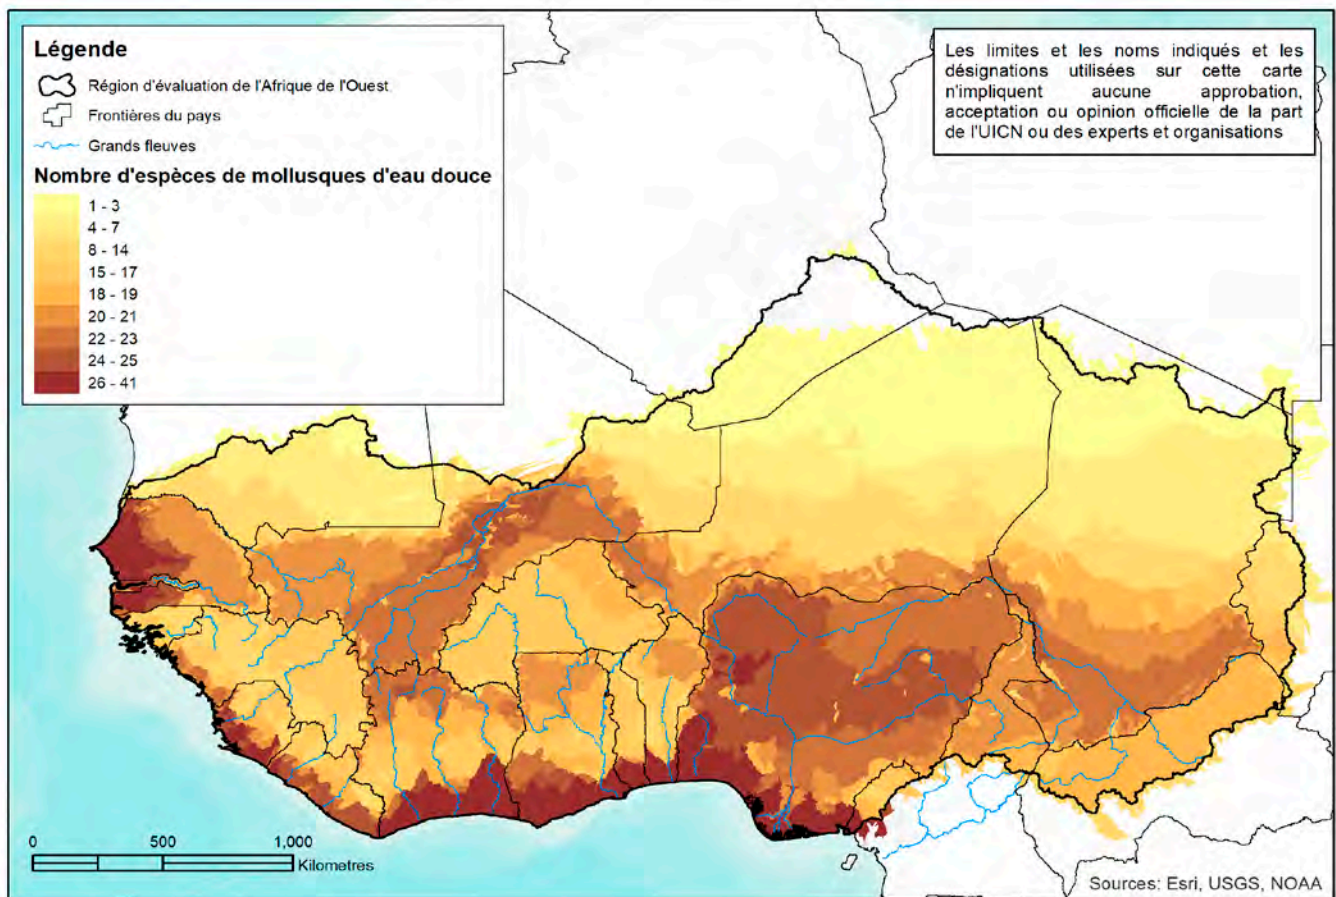 Légende
Région d'évaluation de l'Afrique de l'Ouest
Frontières du pays
Grands fleuves
Nombre d'espèces de mollusques d'eau douce
1 - 3
4 - 7
8 - 14
15 - 17
18 - 19
20 - 21
22 - 23
24 - 25
26 - 41
Les limites et les noms indiqués et les
désignations utilisées sur cette carte
n'impliquent aucune approbation,
acceptation ou opinion officielle de la part
de l'UICN ou des experts et organisations
0 500 1,000
Kilometres
Sources: Esri, USGS, NOAA